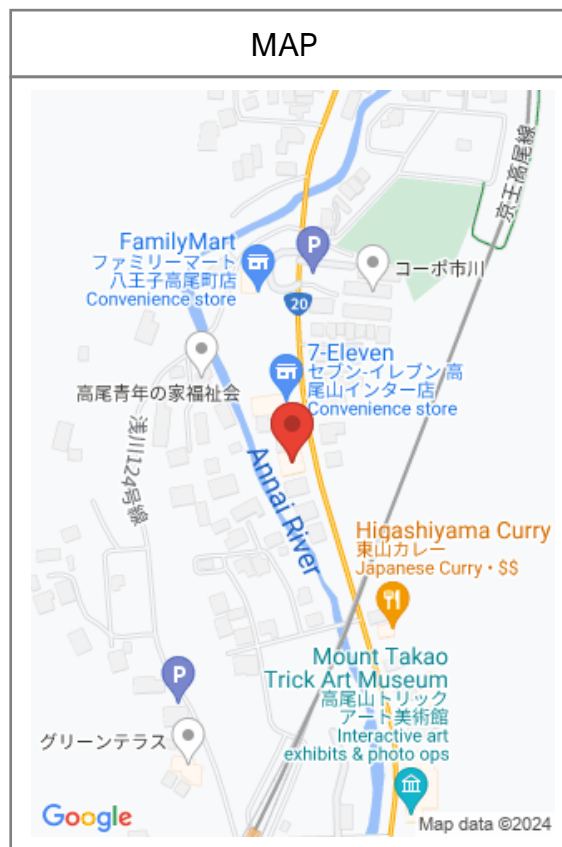 MAP
京王高尾線
FamilyMart
ファミリーマート
八王子高尾町店
Convenience store
P
コーポ市川
20
7-Eleven
セブン-イレブン 高
尾山インター店
Convenience store
高尾青年の家福祉会
浅川124号線
Annai River
Higashiyama Curry
東山カレー
Japanese Curry • $$
Mount Takao
Trick Art Museum
高尾山トリック
アート美術館
Interactive art
exhibits & photo ops
P
グリーンテラス
Google
Map data ©2024